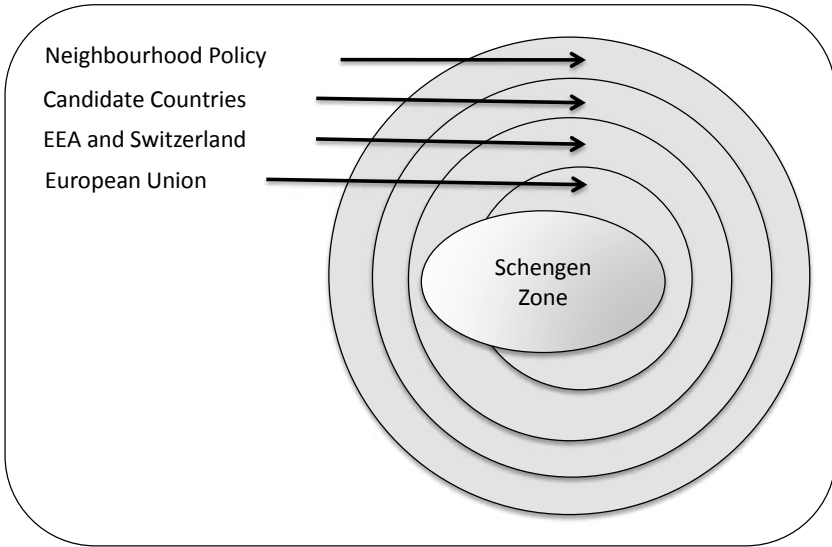 Neighbourhood Policy
Candidate Countries
EEA and Switzerland
European Union
Schengen
Zone